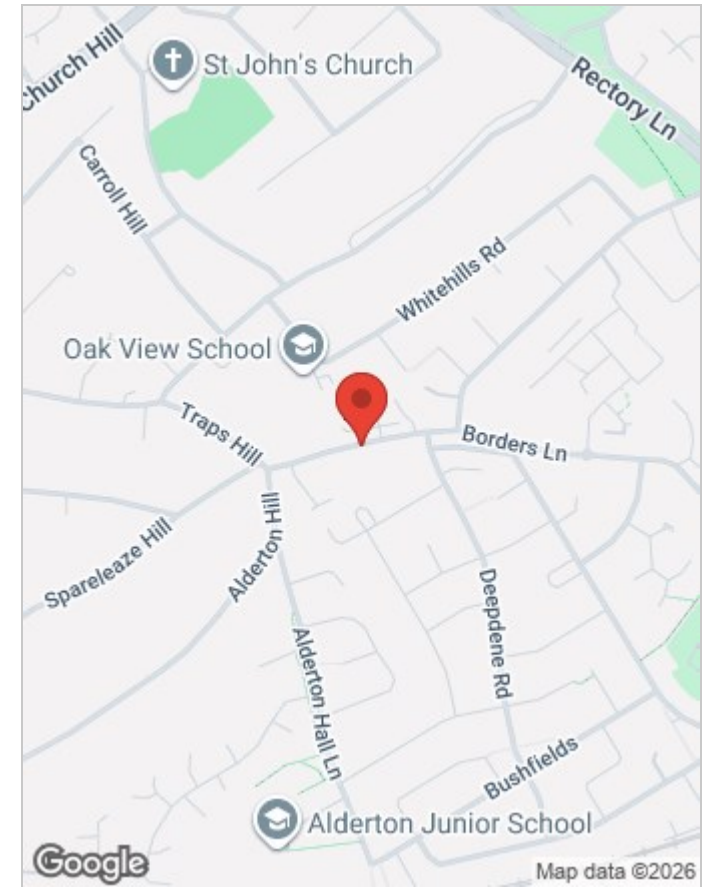 Church Hill
St John's Church
Rectory Ln
Carroll Hill
Whitehills Rd
Oak View School
Traps Hill
Borders Ln
Alderton Hill
Spareleaze Hill
Deepdene Rd
Alderton Hall Ln
Bushfields
Alderton Junior School
Google
Map data ©2026